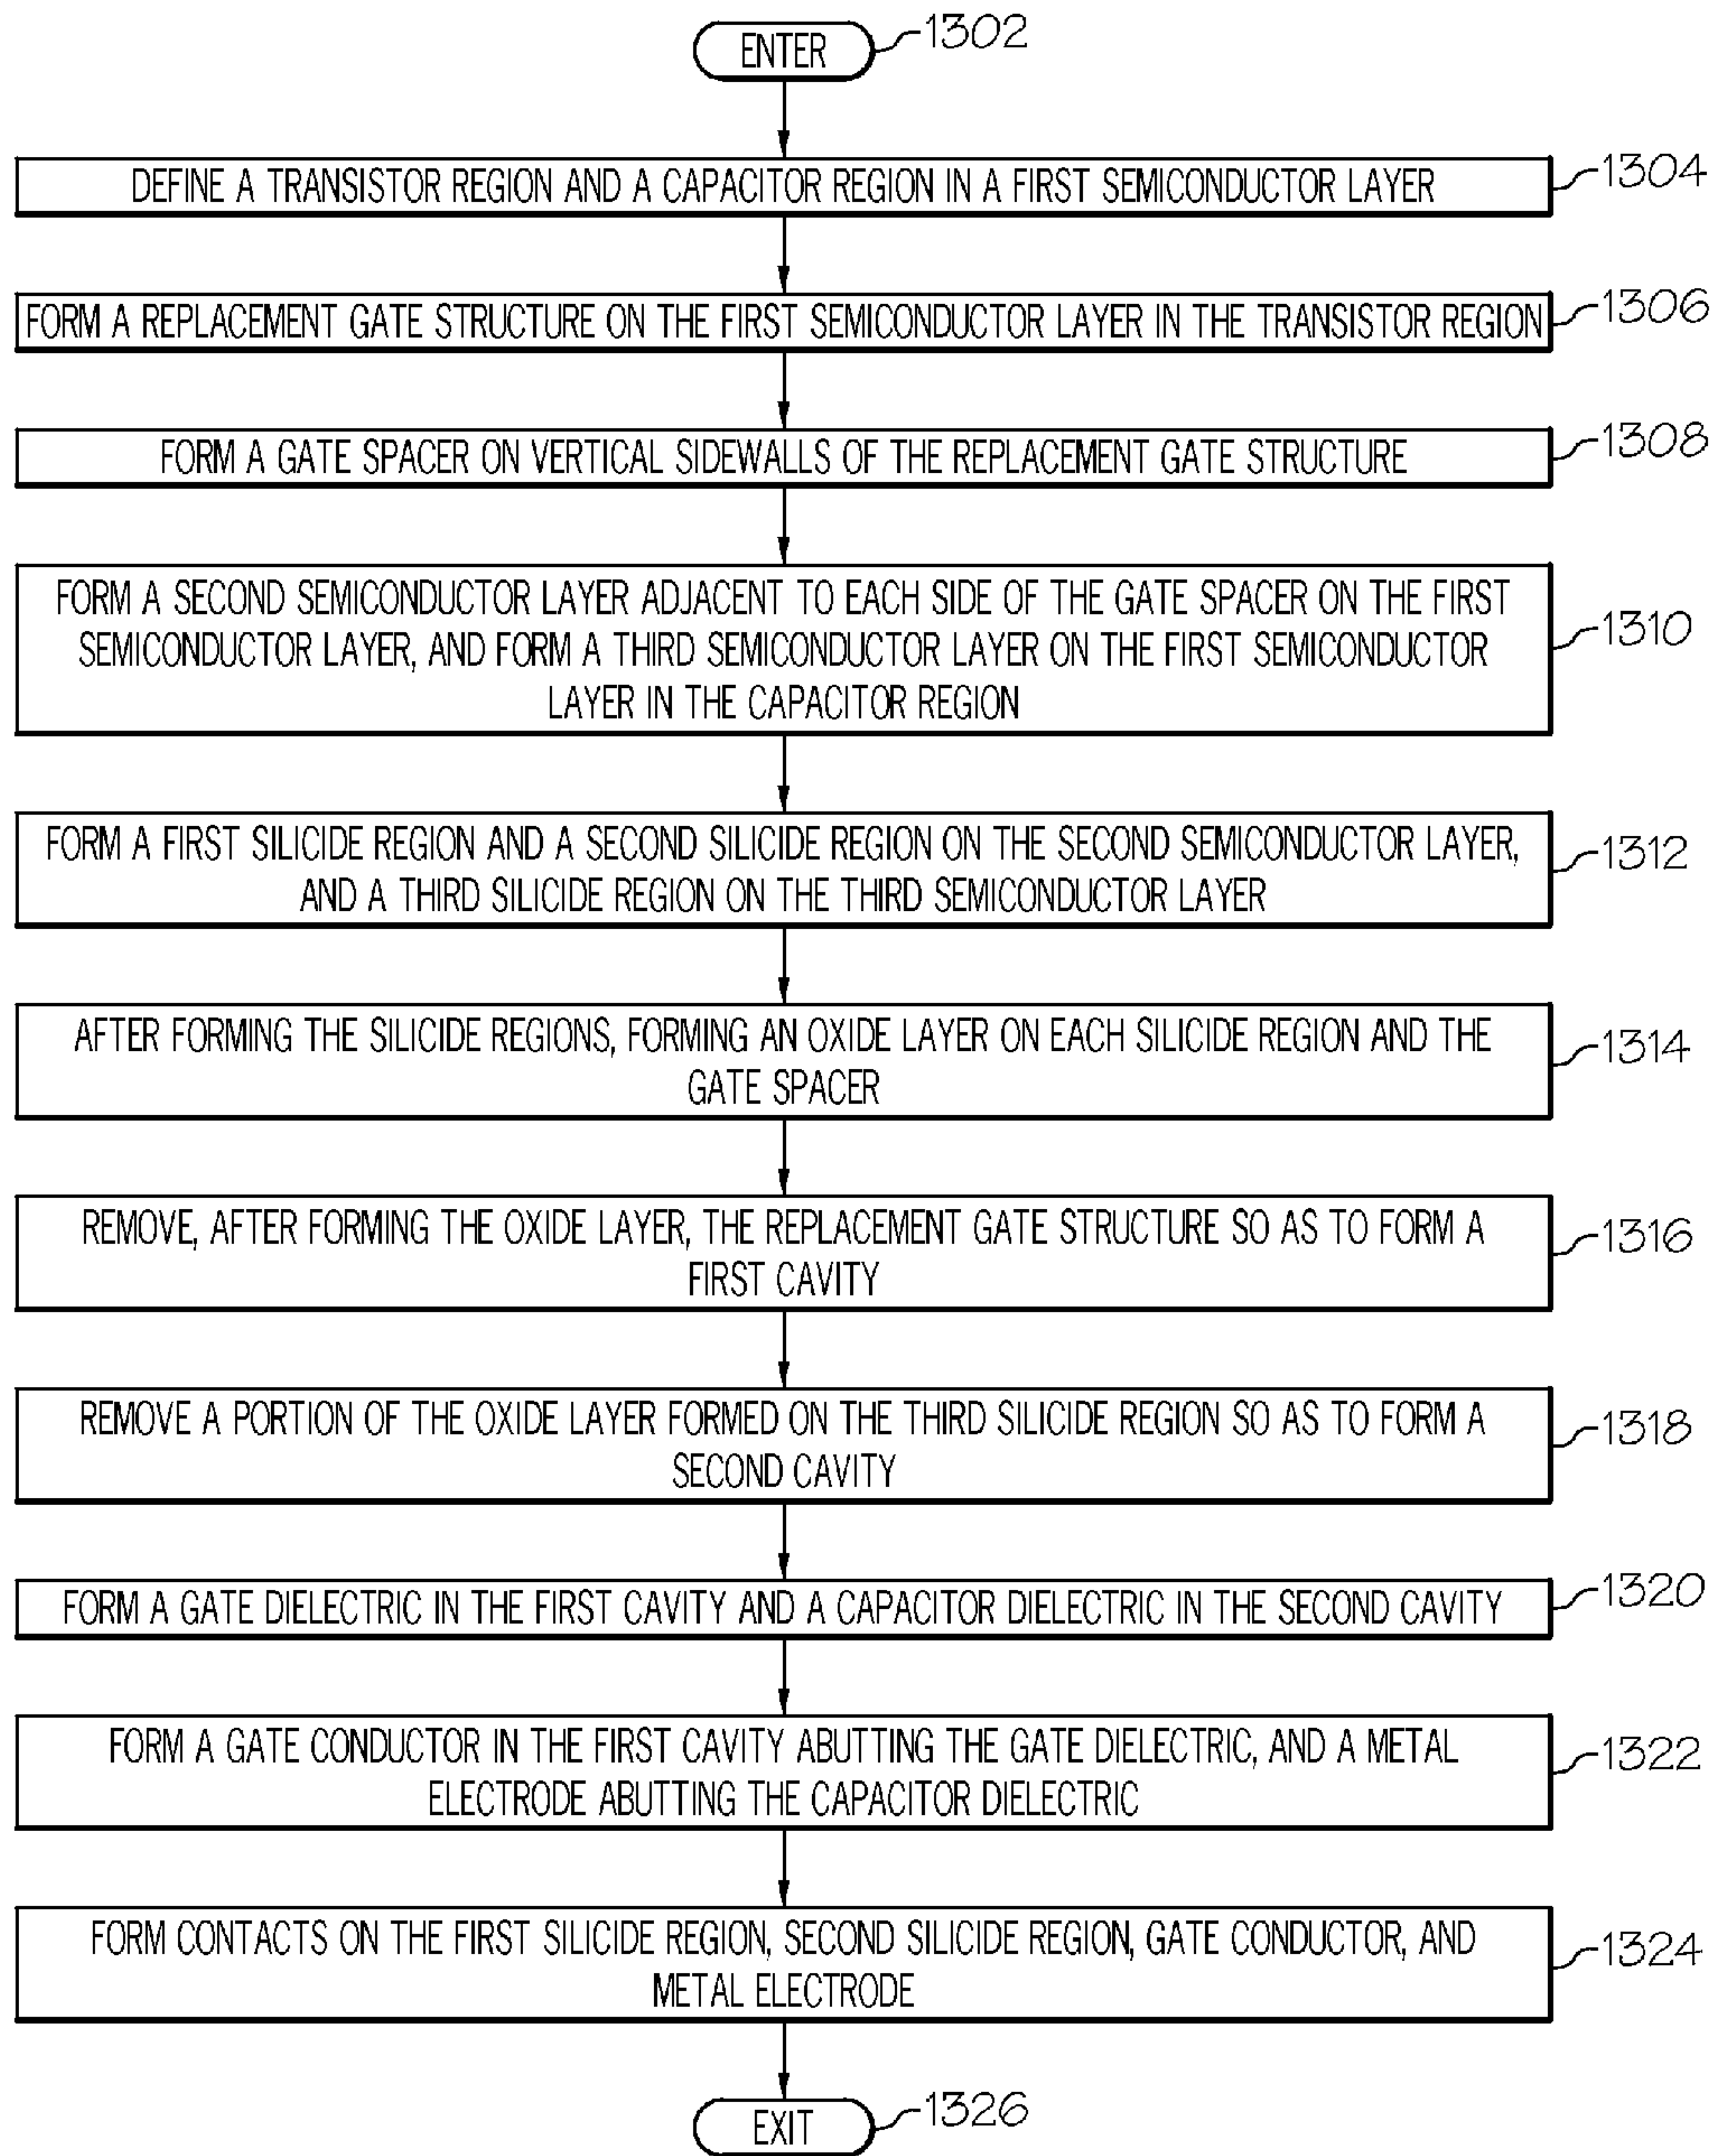 ENTER
1302
DEFINE A TRANSISTOR REGION AND A CAPACITOR REGION IN A FIRST SEMICONDUCTOR LAYER
1304
FORM A REPLACEMENT GATE STRUCTURE ON THE FIRST SEMICONDUCTOR LAYER IN THE TRANSISTOR REGION
1306
FORM A GATE SPACER ON VERTICAL SIDEWALLS OF THE REPLACEMENT GATE STRUCTURE
1308
FORM A SECOND SEMICONDUCTOR LAYER ADJACENT TO EACH SIDE OF THE GATE SPACER ON THE FIRST
SEMICONDUCTOR LAYER, AND FORM A THIRD SEMICONDUCTOR LAYER ON THE FIRST SEMICONDUCTOR
LAYER IN THE CAPACITOR REGION
1310
FORM A FIRST SILICIDE REGION AND A SECOND SILICIDE REGION ON THE SECOND SEMICONDUCTOR LAYER,
AND A THIRD SILICIDE REGION ON THE THIRD SEMICONDUCTOR LAYER
1312
AFTER FORMING THE SILICIDE REGIONS, FORMING AN OXIDE LAYER ON EACH SILICIDE REGION AND THE
GATE SPACER
1314
REMOVE, AFTER FORMING THE OXIDE LAYER, THE REPLACEMENT GATE STRUCTURE SO AS TO FORM A
FIRST CAVITY
1316
REMOVE A PORTION OF THE OXIDE LAYER FORMED ON THE THIRD SILICIDE REGION SO AS TO FORM A
SECOND CAVITY
1318
FORM A GATE DIELECTRIC IN THE FIRST CAVITY AND A CAPACITOR DIELECTRIC IN THE SECOND CAVITY
1320
FORM A GATE CONDUCTOR IN THE FIRST CAVITY ABUTTING THE GATE DIELECTRIC, AND A METAL
ELECTRODE ABUTTING THE CAPACITOR DIELECTRIC
1322
FORM CONTACTS ON THE FIRST SILICIDE REGION, SECOND SILICIDE REGION, GATE CONDUCTOR, AND
METAL ELECTRODE
1324
EXIT
1326